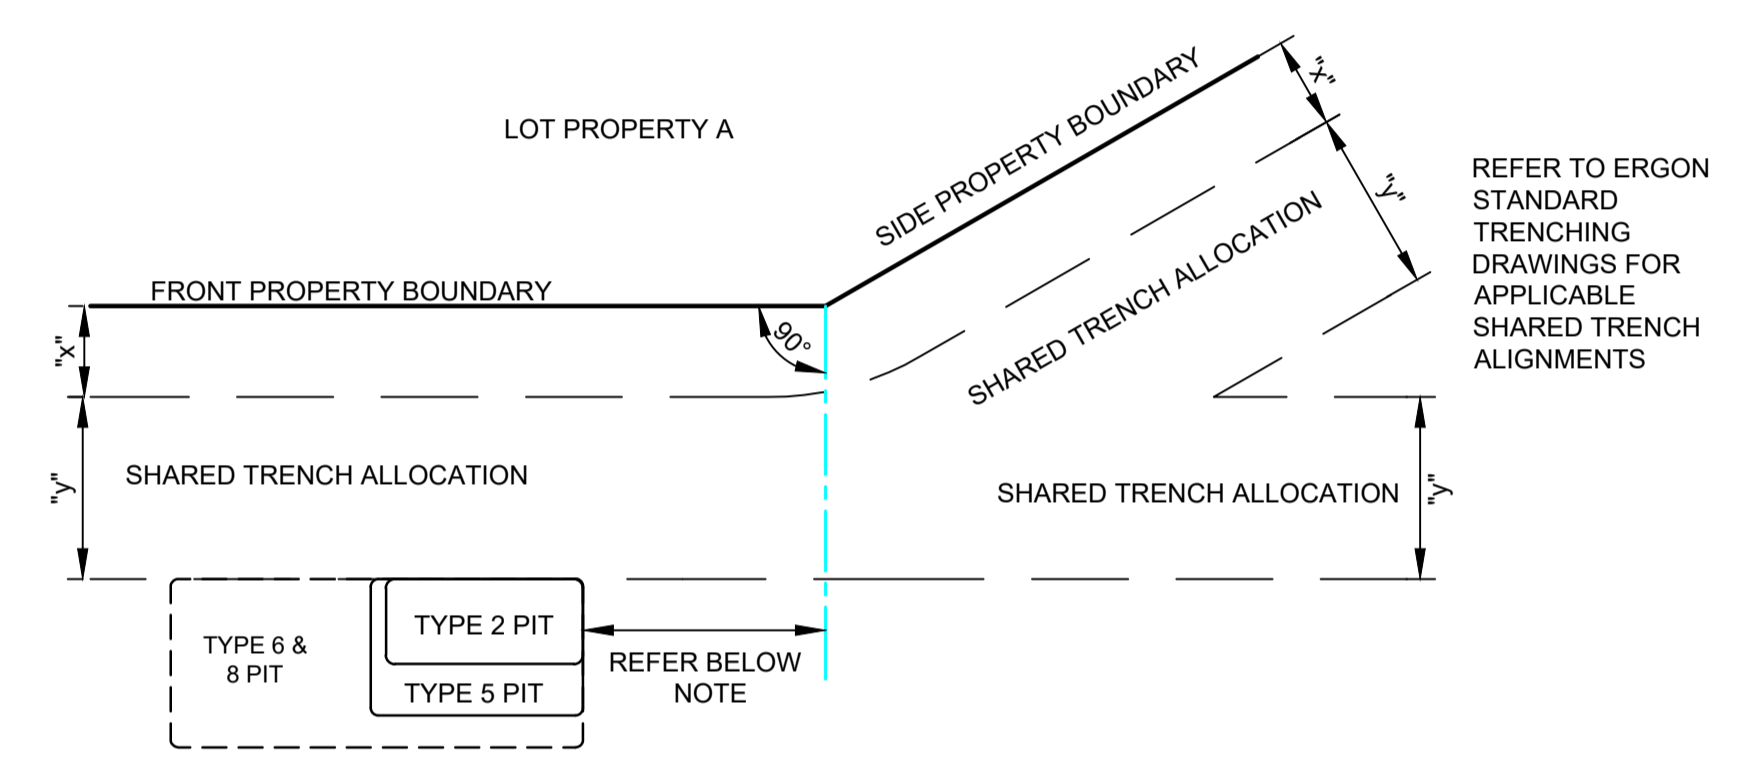 LOT PROPERTY A
SIDE PROPERTY BOUNDARY
"x"
"y"
SHARED TRENCH ALLOCATION
REFER TO ERGON
STANDARD
TRENCHING
DRAWINGS FOR
APPLICABLE
SHARED TRENCH
ALIGNMENTS
FRONT PROPERTY BOUNDARY
"x"
90°
"y"
SHARED TRENCH ALLOCATION
SHARED TRENCH ALLOCATION
"y"
TYPE 2 PIT
TYPE 6 &
8 PIT
TYPE 5 PIT
REFER BELOW
NOTE